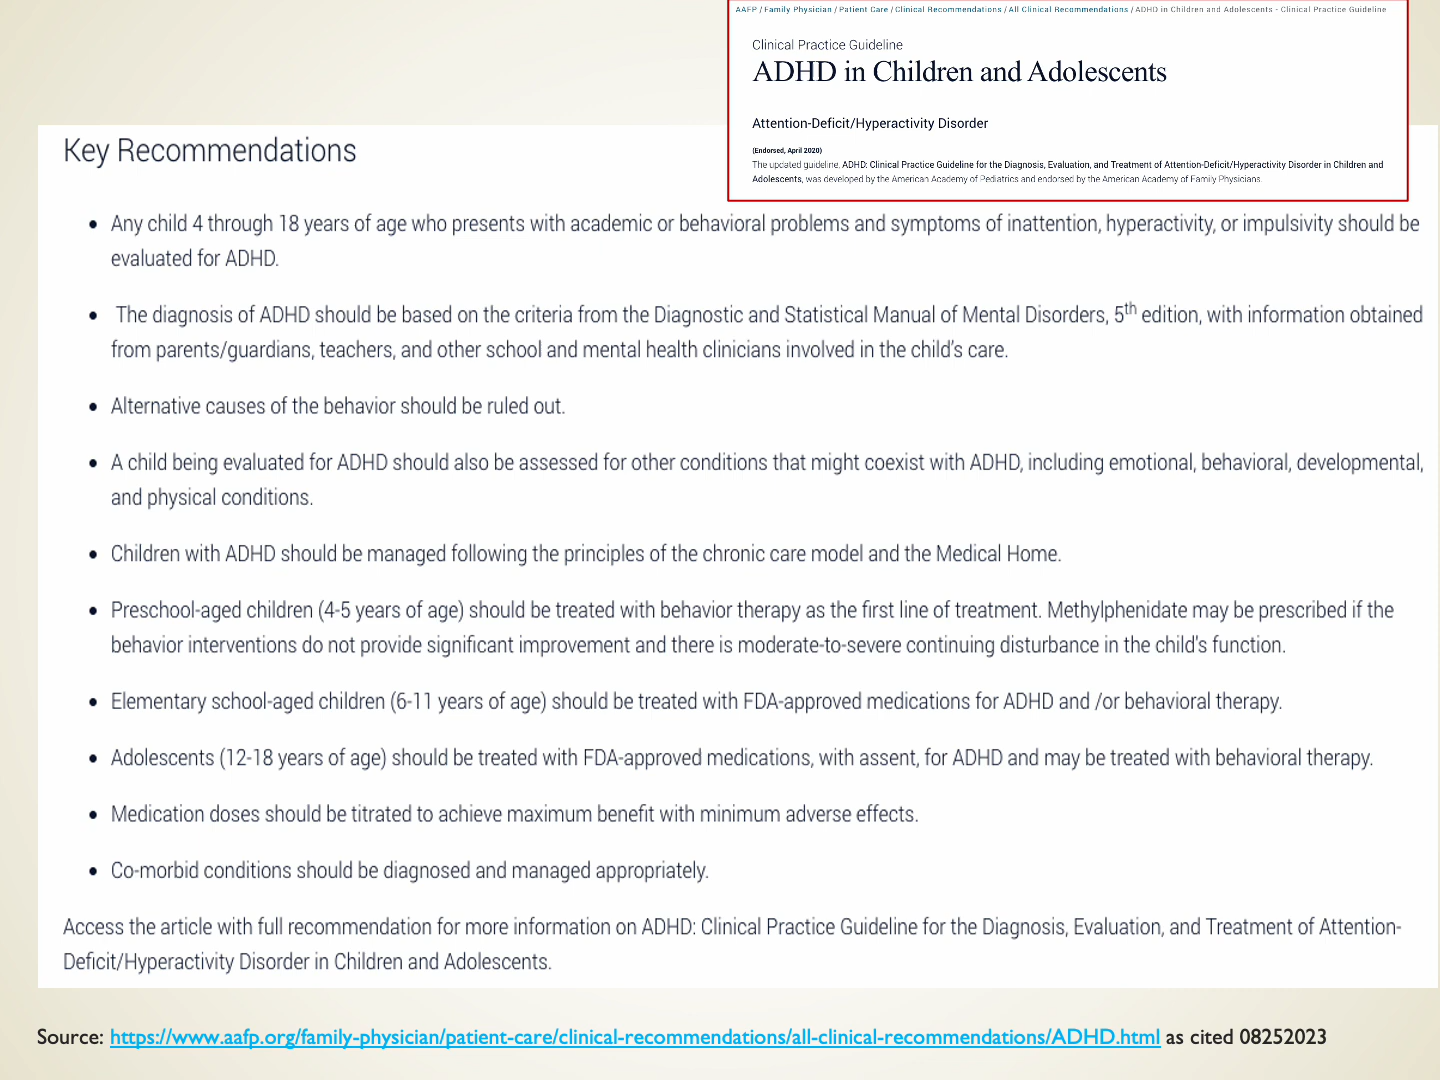 AAFP / Family Physician / Patient Care / Clinical Recommendations / All Clinical Recommendations / ADHD in Children and Adolescents - Clinical Practice Guideline
Clinical Practice Guideline
ADHD in Children and Adolescents
Attention-Deficit/Hyperactivity Disorder
(Endorsed, April 2020)
The updated guideline, ADHD: Clinical Practice Guideline for the Diagnosis, Evaluation, and Treatment of Attention-Deficit/Hyperactivity Disorder in Children and
Adolescents, was developed by the American Academy of Pediatrics and endorsed by the American Academy of Family Physicians.
Key Recommendations
• Any child 4 through 18 years of age who presents with academic or behavioral problems and symptoms of inattention, hyperactivity, or impulsivity should be
evaluated for ADHD.
• The diagnosis of ADHD should be based on the criteria from the Diagnostic and Statistical Manual of Mental Disorders, 5th edition, with information obtained
from parents/guardians, teachers, and other school and mental health clinicians involved in the child's care.
• Alternative causes of the behavior should be ruled out.
• A child being evaluated for ADHD should also be assessed for other conditions that might coexist with ADHD, including emotional, behavioral, developmental,
and physical conditions.
• Children with ADHD should be managed following the principles of the chronic care model and the Medical Home.
• Preschool-aged children (4-5 years of age) should be treated with behavior therapy as the first line of treatment. Methylphenidate may be prescribed if the
behavior interventions do not provide significant improvement and there is moderate-to-severe continuing disturbance in the child's function.
• Elementary school-aged children (6-11 years of age) should be treated with FDA-approved medications for ADHD and /or behavioral therapy.
• Adolescents (12-18 years of age) should be treated with FDA-approved medications, with assent, for ADHD and may be treated with behavioral therapy.
• Medication doses should be titrated to achieve maximum benefit with minimum adverse effects.
• Co-morbid conditions should be diagnosed and managed appropriately.
Access the article with full recommendation for more information on ADHD: Clinical Practice Guideline for the Diagnosis, Evaluation, and Treatment of Attention-
Deficit/Hyperactivity Disorder in Children and Adolescents.
Source: https://www.aafp.org/family-physician/patient-care/clinical-recommendations/all-clinical-recommendations/ADHD.html as cited 08252023